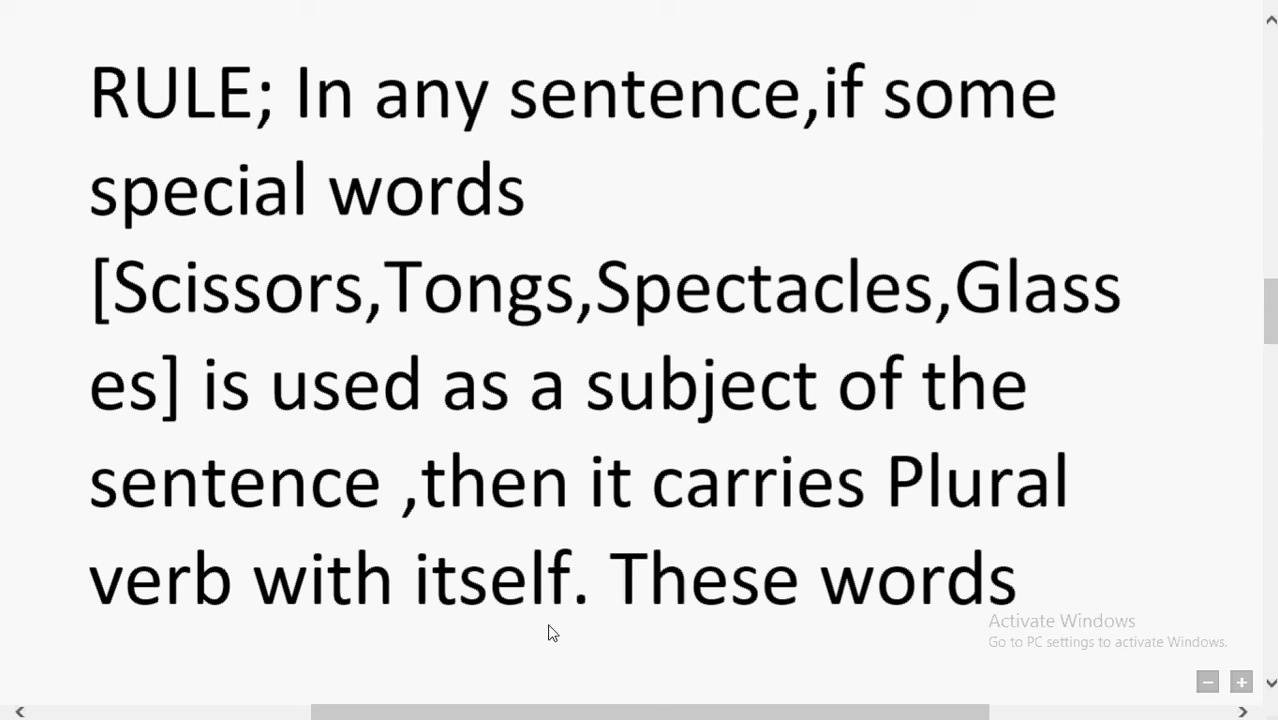 RULE; In any sentence,if some
special words
[Scissors,Tongs,Spectacles,Glass
es] is used as a subject of the
sentence ,then it carries Plural
verb with itself. These words
Activate Windows
Go to PC settings to activate Windows.